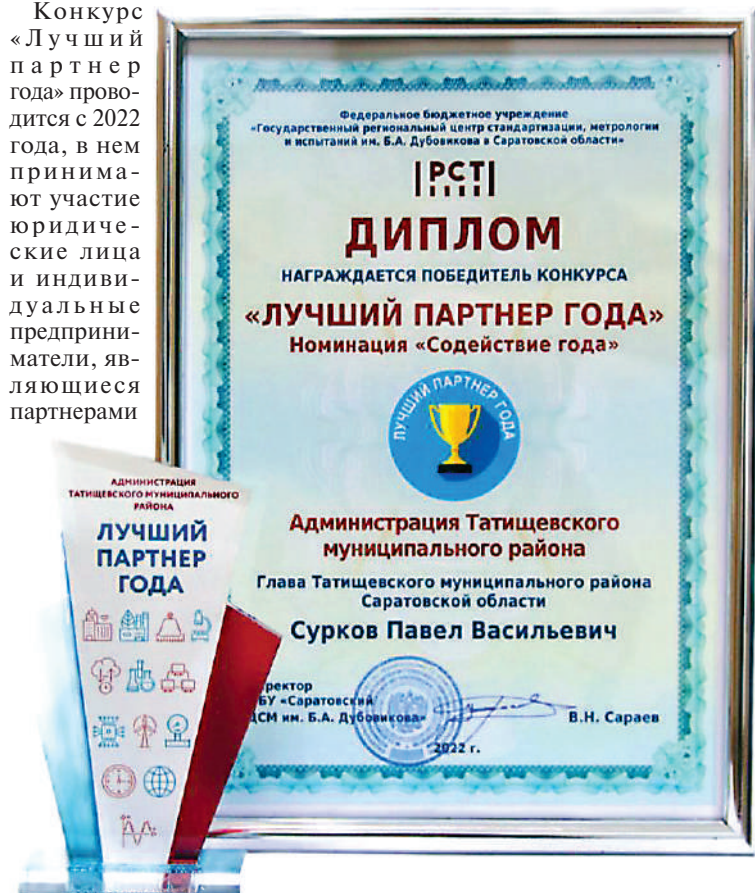 Конкурс
«Лучший
партнер
года» прово-
дится с 2022
года, в нем
принима-
ют участие
юридиче-
ские лица
и индиви-
дуальные
предприни-
матели, яв-
ляющиеся
партнерами
Федеральное бюджетное учреждение
«Государственный региональный центр стандартизации, метрологии
и испытаний им. Б.А. Дубовикова в Саратовской области»
РСТ
ДИПЛОМ
НАГРАЖДАЕТСЯ ПОБЕДИТЕЛЬ КОНКУРСА
«ЛУЧШИЙ ПАРТНЕР ГОДА»
Номинация «Содействие года»
ЛУЧШИЙ ПАРТНЕР ГОДА
Администрация Татищевского
муниципального района
Глава Татищевского муниципального района
Саратовской области
Сурков Павел Васильевич
ректор
БУ «Саратовский
ЦСМ им. Б.А. Дубовикова»
В.Н. Сараев
2022 г.
АДМИНИСТРАЦИЯ
ТАТИЩЕВСКОГО МУНИЦИПАЛЬНОГО
РАЙОНА
ЛУЧШИЙ
ПАРТНЕР
ГОДА